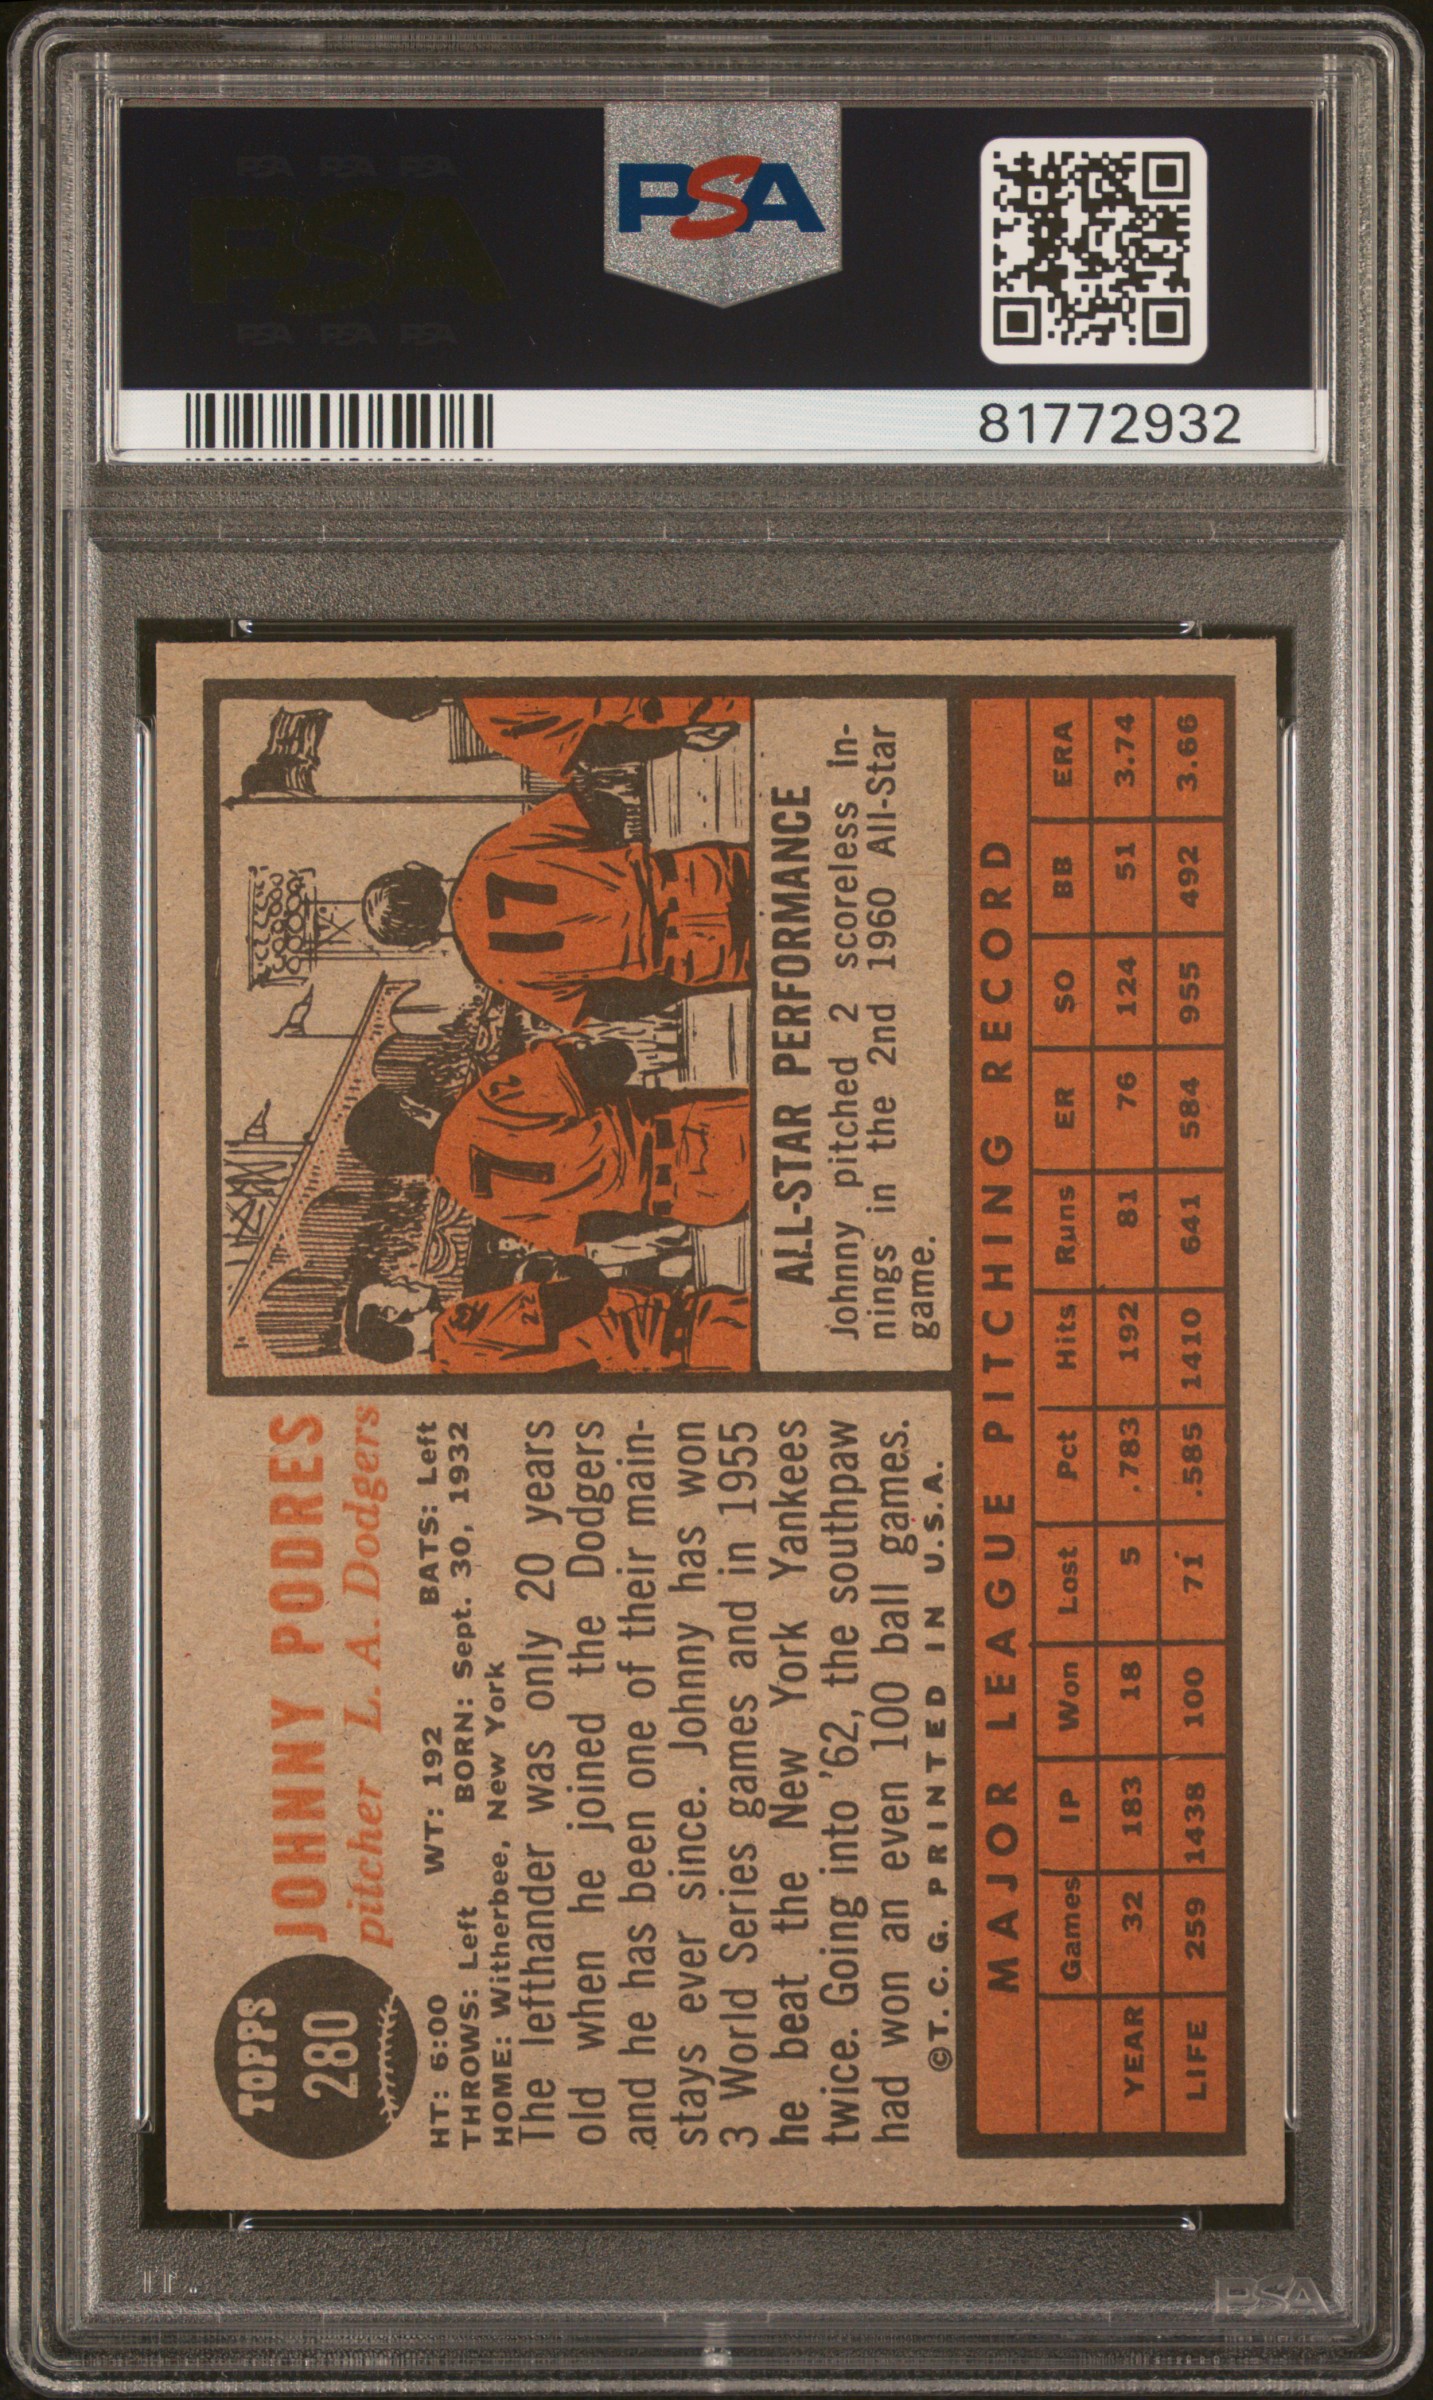 PSA PSA PSA
PSA
PSA PSA PSA
PSA
81772932
TOPPS
280
JOHNNY PODRES
pitcher L. A. Dodgers
HT: 6:00 WT: 192 BATS: Left
THROWS: Left BORN: Sept. 30, 1932
HOME: Witherbee, New York
The lefthander was only 20 years
old when he joined the Dodgers
and he has been one of their main-
stays ever since. Johnny has won
3 World Series games and in 1955
he beat the New York Yankees
twice. Going into '62, the southpaw
had won an even 100 ball games.
©T. C. G. PRINTED IN U.S.A.
22
7
17
ALL-STAR PERFORMANCE
Johnny pitched 2 scoreless in-
nings in the 2nd 1960 All-Star
game.
MAJOR LEAGUE PITCHING RECORD
Games IP Won Lost Pct Hits Runs ER SO BB ERA
YEAR 32 183 18 5 .783 192 81 76 124 51 3.74
LIFE 259 1438 100 71 .585 1410 641 584 955 492 3.66
PSA